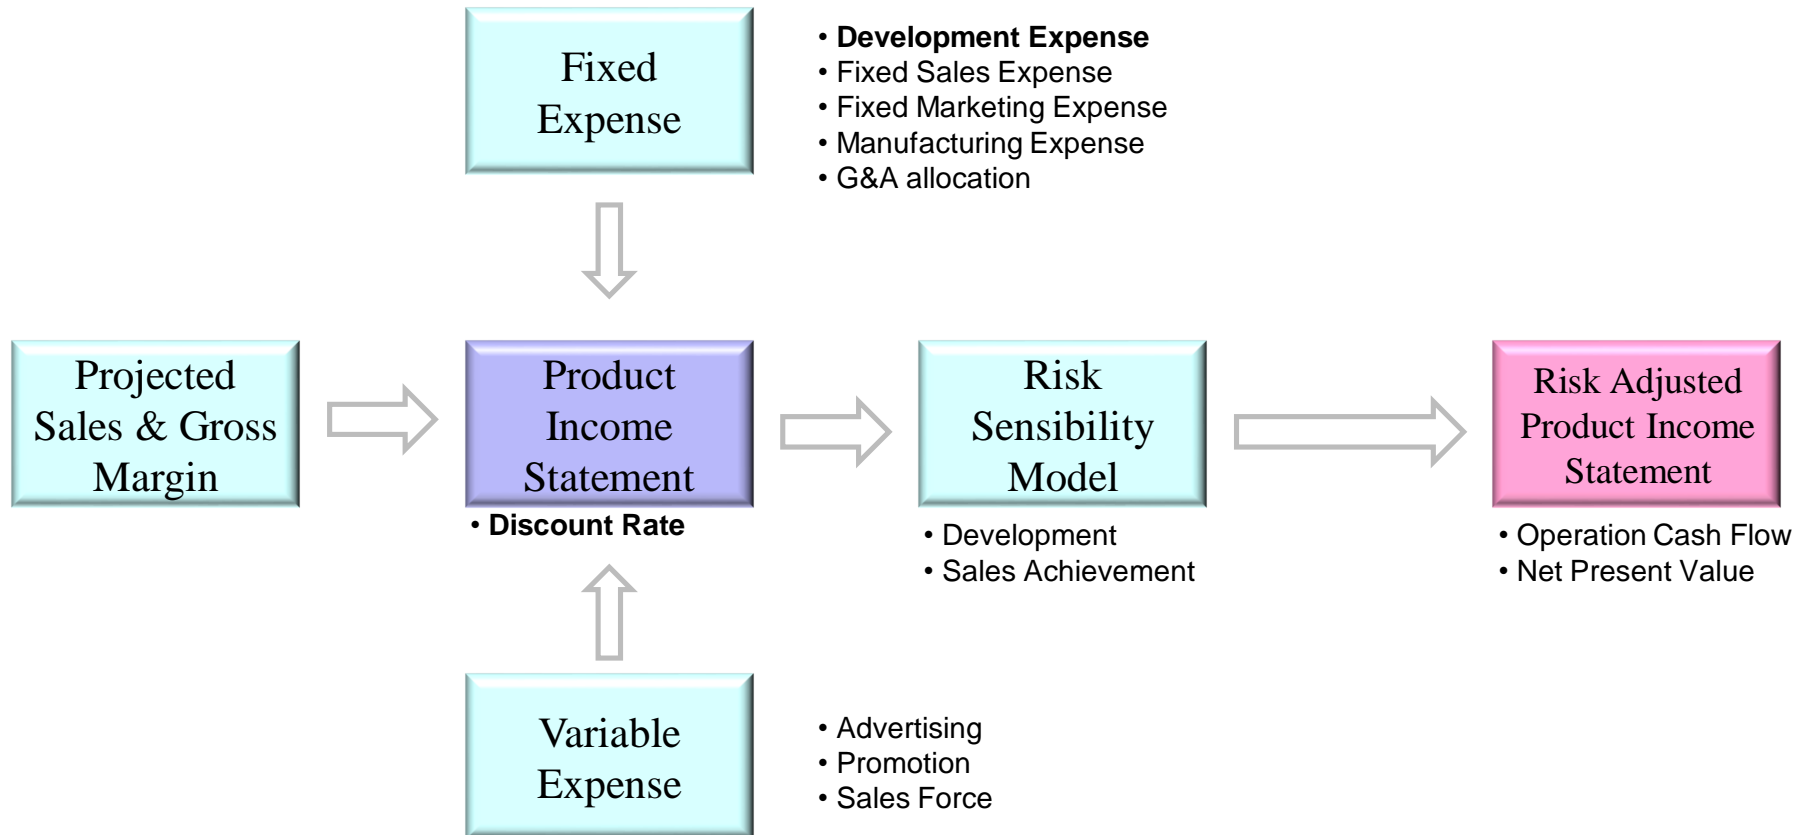 Fixed
Expense
• Development Expense
• Fixed Sales Expense
• Fixed Marketing Expense
• Manufacturing Expense
• G&A allocation
Projected
Sales & Gross
Margin
Product
Income
Statement
• Discount Rate
Risk
Sensibility
Model
• Development
• Sales Achievement
Risk Adjusted
Product Income
Statement
• Operation Cash Flow
• Net Present Value
Variable
Expense
• Advertising
• Promotion
• Sales Force